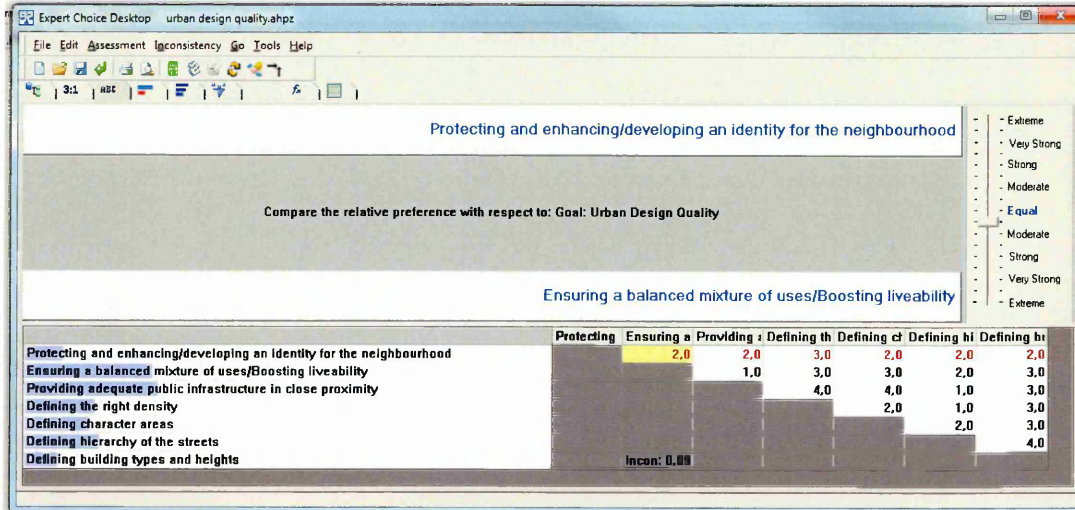 Expert Choice Desktop urban design quality.ahpz
File Edit Assessment Inconsistency Go Tools Help
3:1 ABC
Protecting and enhancing/developing an identity for the neighbourhood
Extreme
Very Strong
Strong
Moderate
Compare the relative preference with respect to: Goal: Urban Design Quality
Equal
Moderate
Strong
Very Strong
Ensuring a balanced mixture of uses/Boosting liveability
Extreme
Protecting Ensuring a Providing Defining th Defining ch Defining hi Defining
Protecting and enhancing/developing an identity for the neighbourhood 2,0 2,0 3,0 2,0 2,0 2,0
Ensuring a balanced mixture of uses/Boosting liveability 1,0 3,0 3,0 2,0 3,0
Providing adequate public infrastructure in close proximity 4,0 4,0 1,0 3,0
Defining the right density 2,0 1,0 3,0
Defining character areas 2,0 3,0
Defining hierarchy of the streets 4,0
Defining building types and heights Incon: 0,09